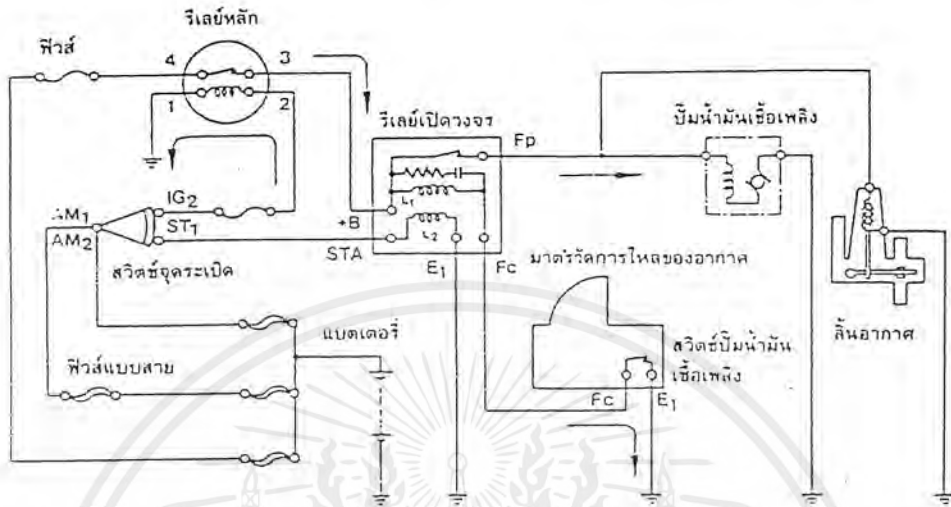 รีเลย์หลัก
ฟิวส์
4
3
1
2
รีเลย์เปิดวงจร
Fp
ปั๊มน้ำมันเชื้อเพลิง
IG2
AM1
ST1
AM2
L1
+B
L2
STA
E1
Fc
สวิตช์จุดระเบิด
มาตรวัดการไหลของอากาศ
แบตเตอรี่
ลิ้นอากาศ
สวิตช์ปั๊มน้ำมัน
เชื้อเพลิง
ฟิวส์แบบสาย
Fc
E1